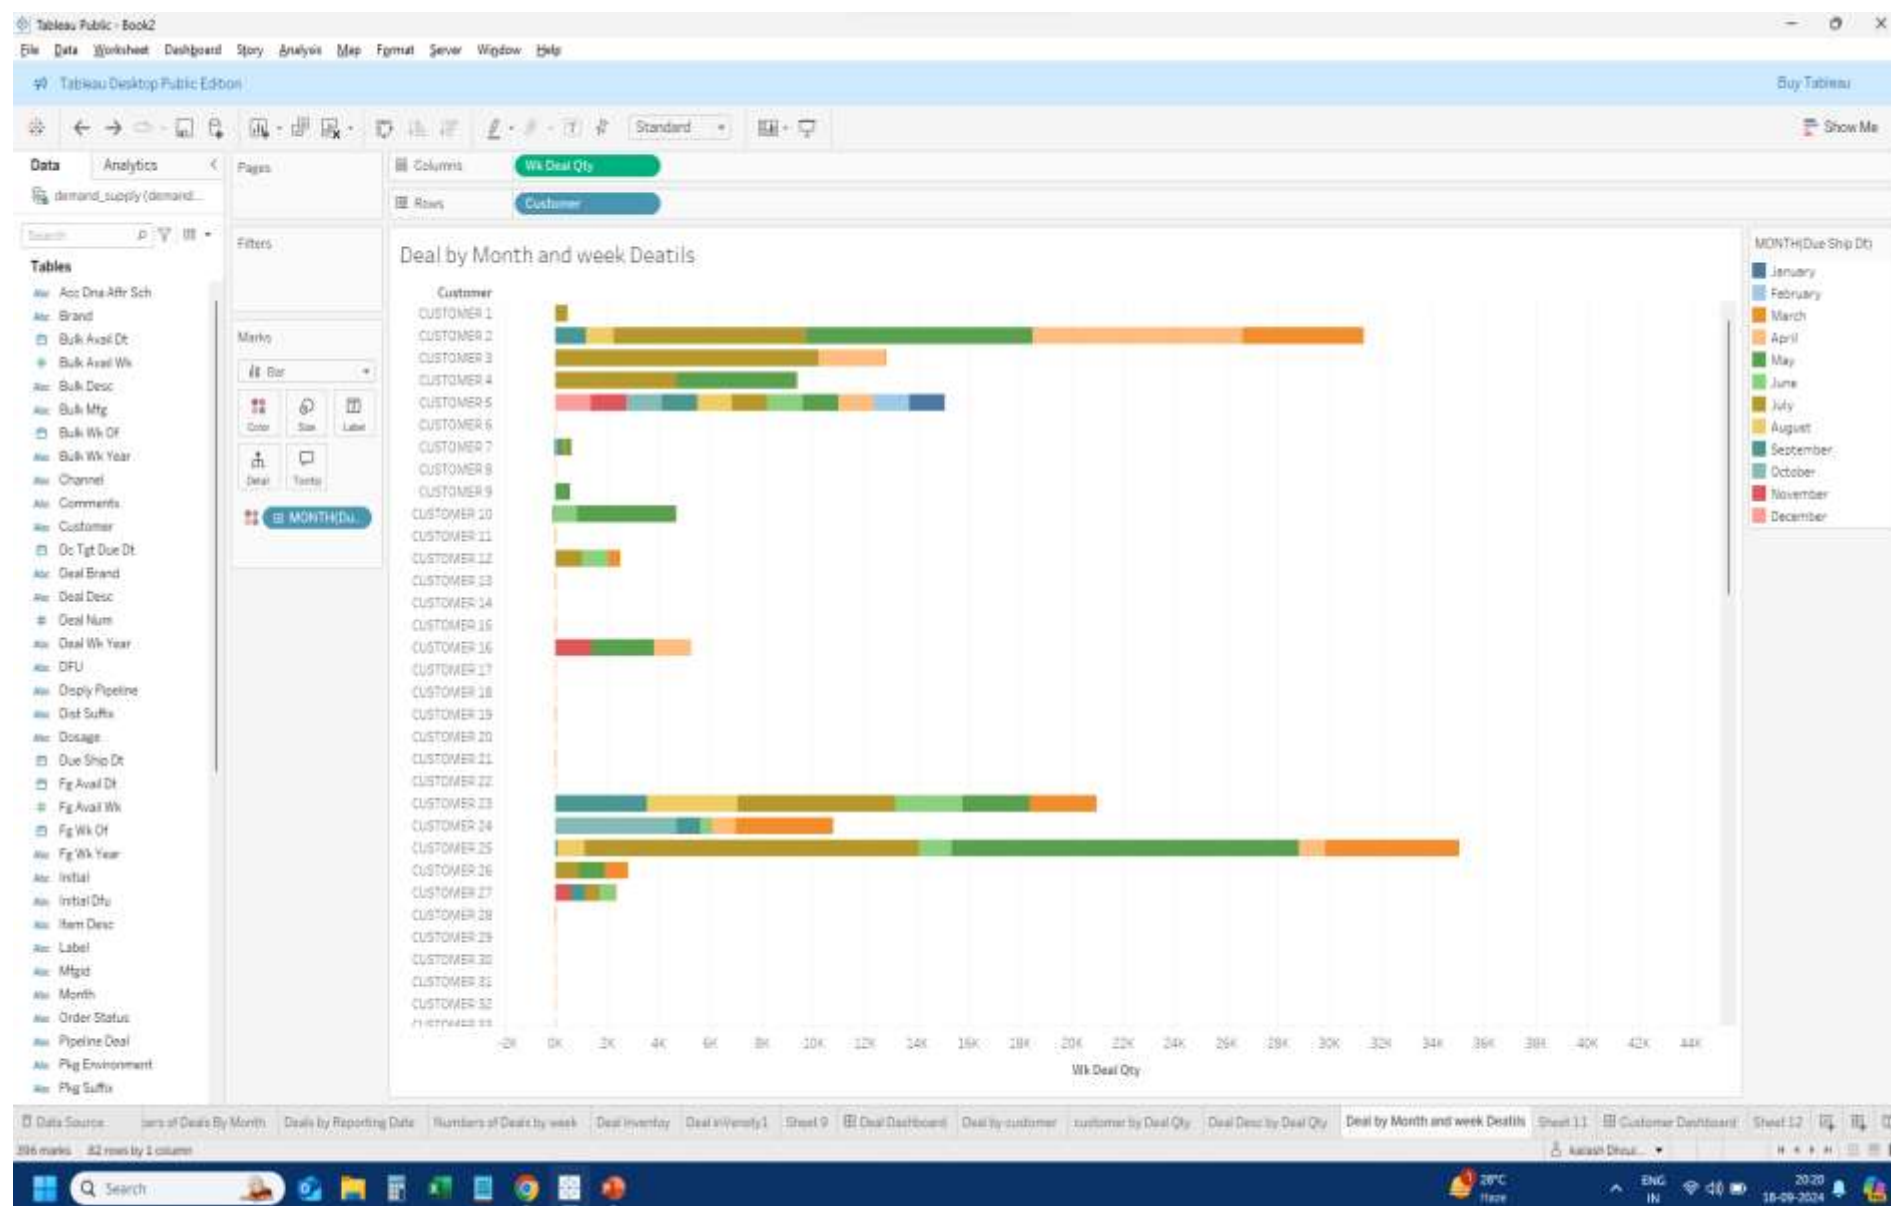 Tableau Public - Book2
File Data Worksheet Dashboard Story Analysis Map Format Server Window Help
Tableau Desktop Public Edition
Buy Tableau
Standard
Show Me
Data
Analytics
demand_supply (demand...
Search
Tables
Acc Dna Affr Sch
Brand
Bulk Avail Dt
Bulk Avail Wk
Bulk Desc
Bulk Mfg
Bulk Wk Of
Bulk Wk Year
Channel
Comments
Customer
Dc Tgt Due Dt
Deal Brand
Deal Desc
Deal Num
Deal Wk Year
DFU
Disply Pipeline
Dist Suffix
Dosage
Due Ship Dt
Fg Avail Dt
Fg Avail Wk
Fg Wk Of
Fg Wk Year
Initial
Initial Dfu
Item Desc
Label
Mfgid
Month
Order Status
Pipeline Deal
Pkg Environment
Pkg Suffix
Pages
Filters
Marks
Bar
Color
Size
Label
Detail
Tooltip
MONTH(Du..
Columns
Wk Deal Qty
Rows
Customer
Deal by Month and week Deatils
Customer
CUSTOMER 1
CUSTOMER 2
CUSTOMER 3
CUSTOMER 4
CUSTOMER 5
CUSTOMER 6
CUSTOMER 7
CUSTOMER 8
CUSTOMER 9
CUSTOMER 10
CUSTOMER 11
CUSTOMER 12
CUSTOMER 13
CUSTOMER 14
CUSTOMER 15
CUSTOMER 16
CUSTOMER 17
CUSTOMER 18
CUSTOMER 19
CUSTOMER 20
CUSTOMER 21
CUSTOMER 22
CUSTOMER 23
CUSTOMER 24
CUSTOMER 25
CUSTOMER 26
CUSTOMER 27
CUSTOMER 28
CUSTOMER 29
CUSTOMER 30
CUSTOMER 31
CUSTOMER 32
CUSTOMER 33
-2K 0K 2K 4K 6K 8K 10K 12K 14K 16K 18K 20K 22K 24K 26K 28K 30K 32K 34K 36K 38K 40K 42K 44K
Wk Deal Qty
MONTH(Due Ship Dt)
January
February
March
April
May
June
July
August
September
October
November
December
Data Source
ers of Deals By Month
Deals by Reporting Date
Numbers of Deals by week
Deal Inventoy
Sheet 9
Deal Dashboard
Deal by customer
customer by Deal Qty
Deal Desc by Deal Qty
Deal by Month and week Deatils
Sheet 11
Customer Dashboard
Sheet 12
396 marks 82 rows by 1 column
Search
28°C
Haze
ENG
IN
20:20
18-09-2024